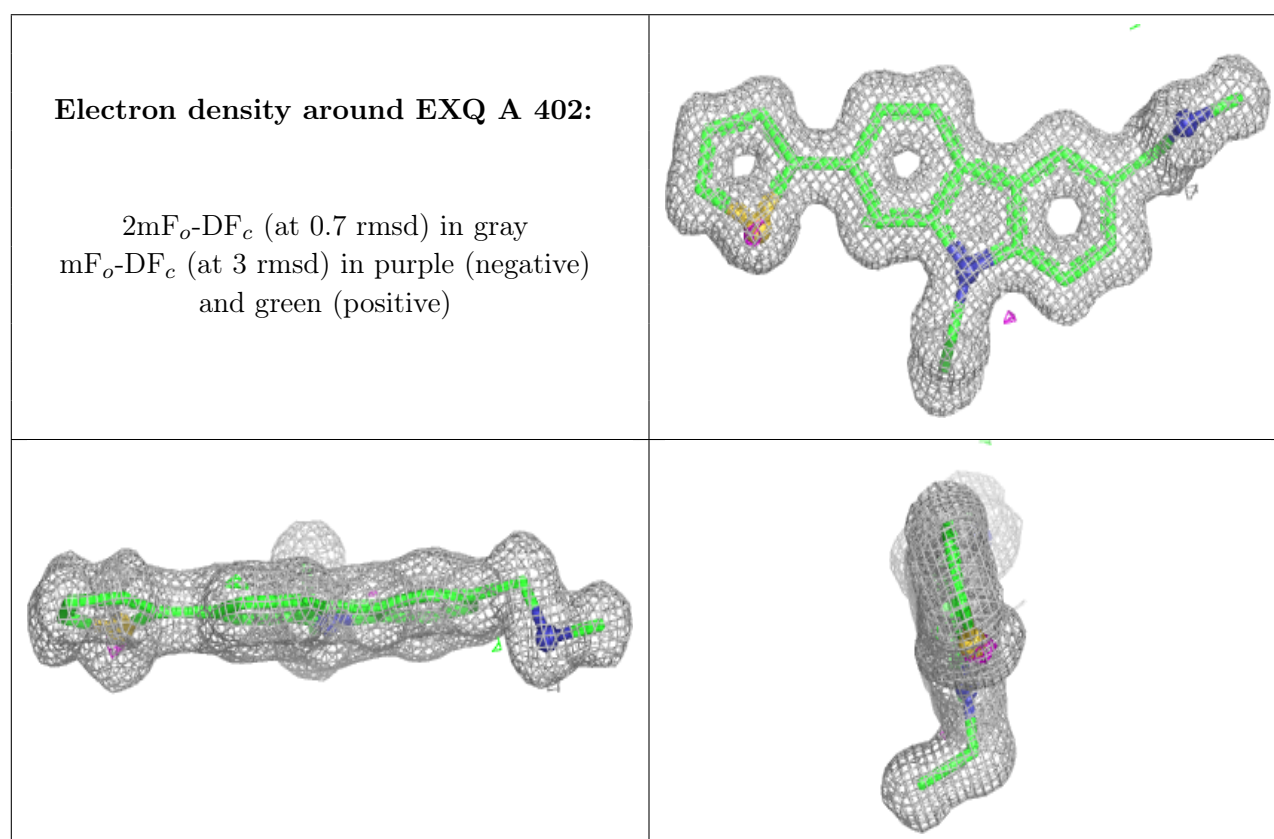 Electron density around EXQ A 402:
2mFo-DFc (at 0.7 rmsd) in gray
mFo-DFc (at 3 rmsd) in purple (negative)
and green (positive)